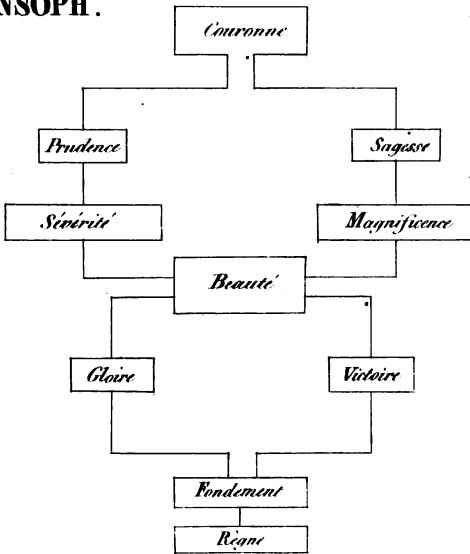 NSOPH.
Couronne
Prudence
Sagesse
Sévérité
Magnificence
Beauté
Gloire
Victoire
Fondement
Règne